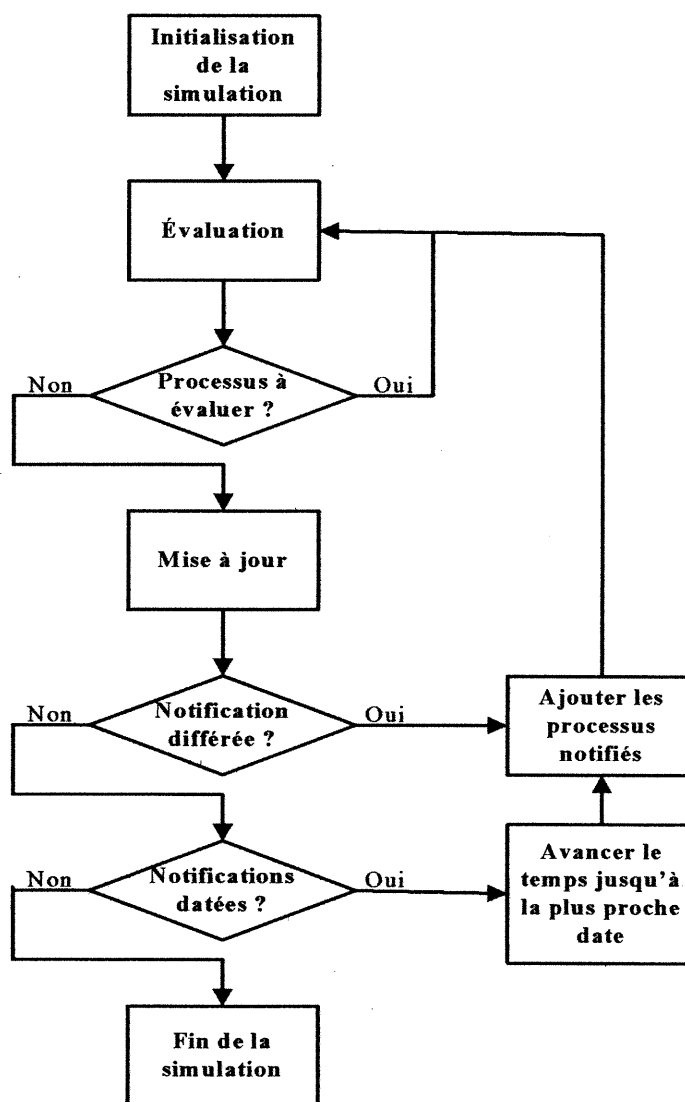 Initialisation
de la
simulation
Évaluation
Non
Processus à
évaluer ?
Oui
Mise à jour
Non
Notification
différée ?
Oui
Ajouter les
processus
notifiés
Non
Notifications
datées ?
Oui
Avancer le
temps jusqu'à
la plus proche
date
Fin de la
simulation